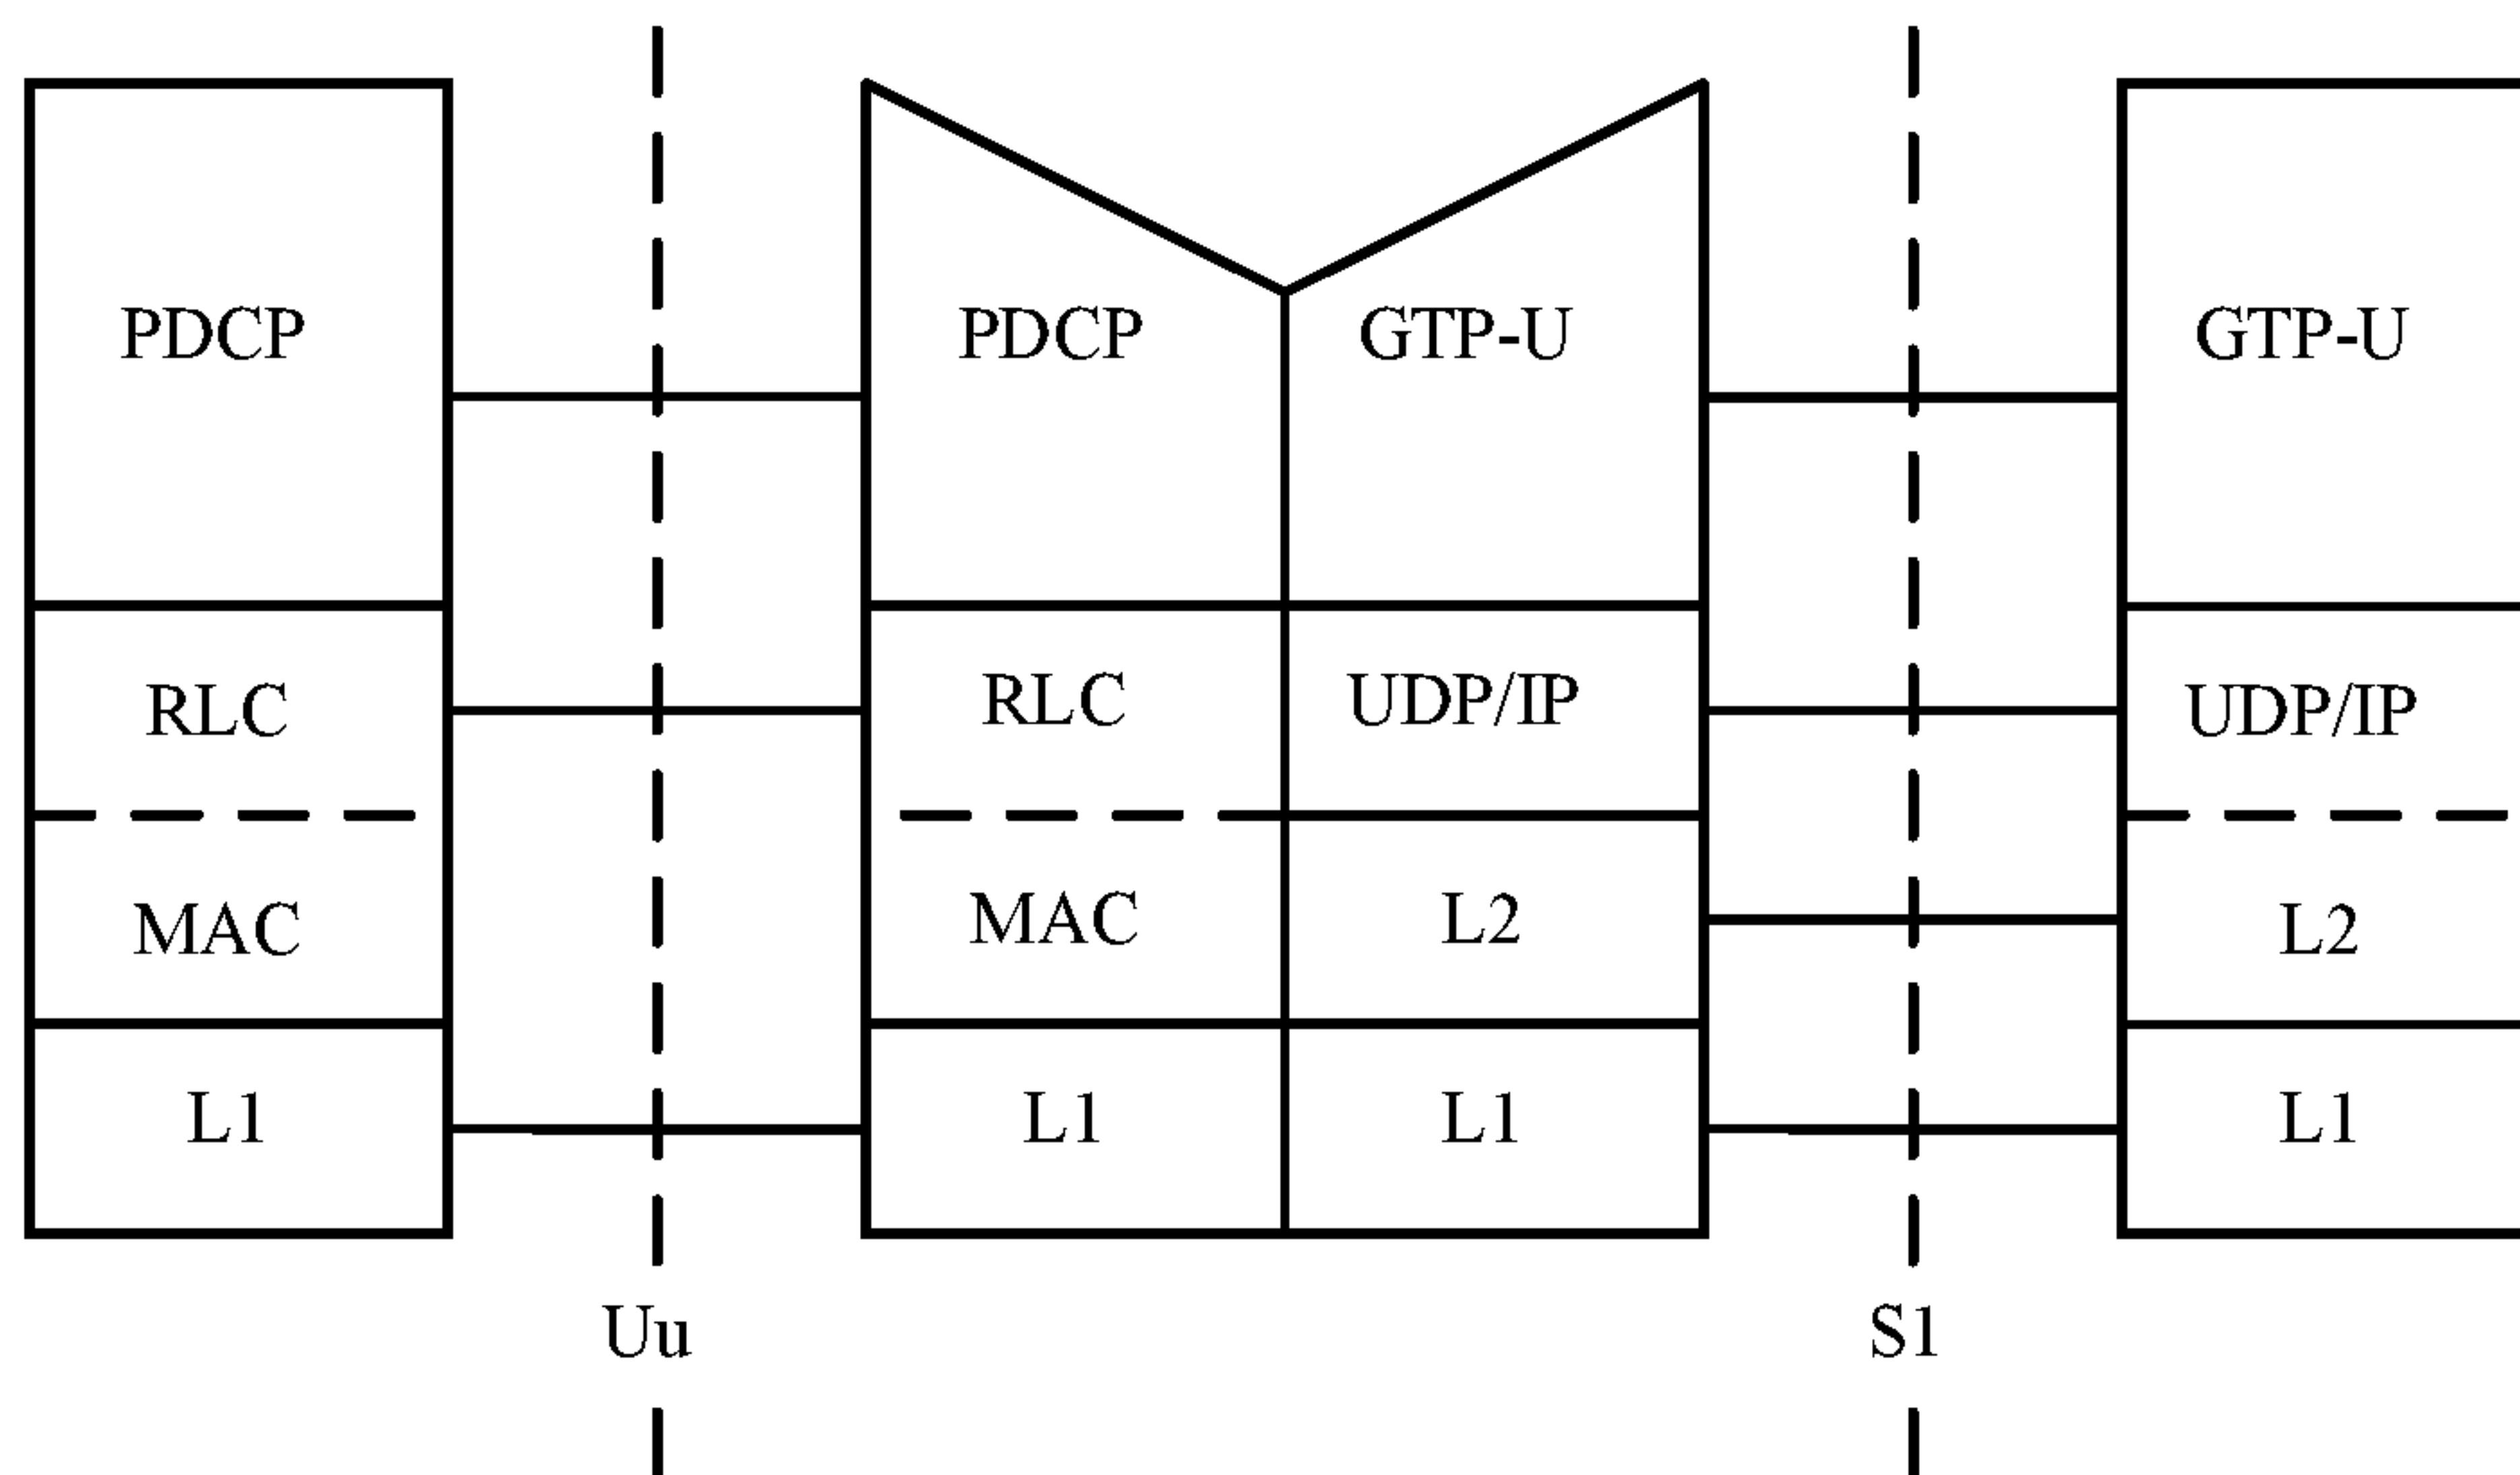 PDCP
PDCP
GTP-U
GTP-U
RLC
RLC
UDP/IP
UDP/IP
MAC
MAC
L2
L2
L1
L1
L1
L1
Uu
S1